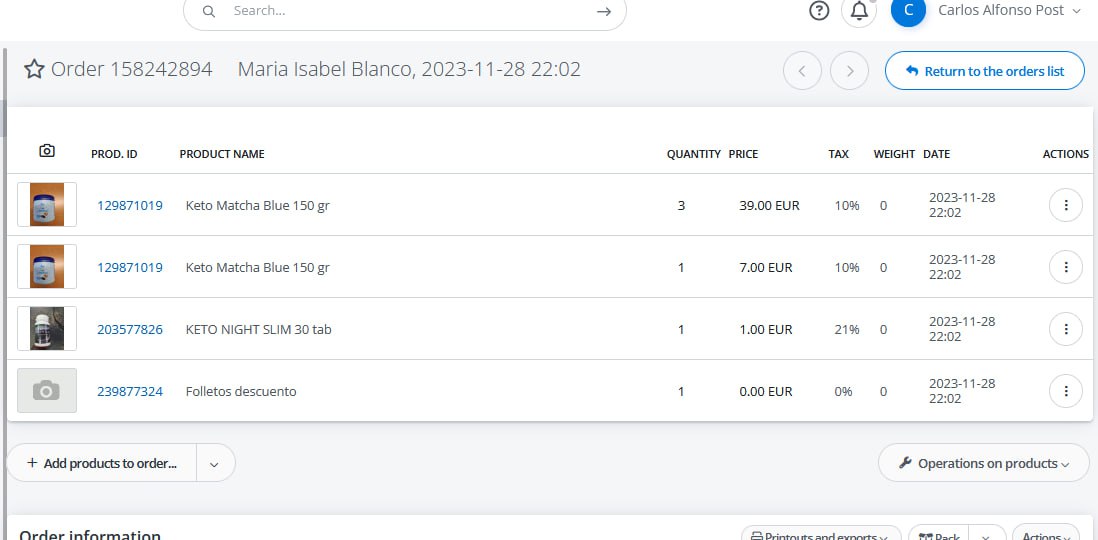 Search...
C
Carlos Alfonso Post
Order 158242894 Maria Isabel Blanco, 2023-11-28 22:02
Return to the orders list
PROD. ID PRODUCT NAME QUANTITY PRICE TAX WEIGHT DATE ACTIONS
129871019 Keto Matcha Blue 150 gr 3 39.00 EUR 10% 0 2023-11-28
22:02
129871019 Keto Matcha Blue 150 gr 1 7.00 EUR 10% 0 2023-11-28
22:02
203577826 KETO NIGHT SLIM 30 tab 1 1.00 EUR 21% 0 2023-11-28
22:02
239877324 Folletos descuento 1 0.00 EUR 0% 0 2023-11-28
22:02
+ Add products to order...
Operations on products
Order information
Printouts and exports
Pack
Actions